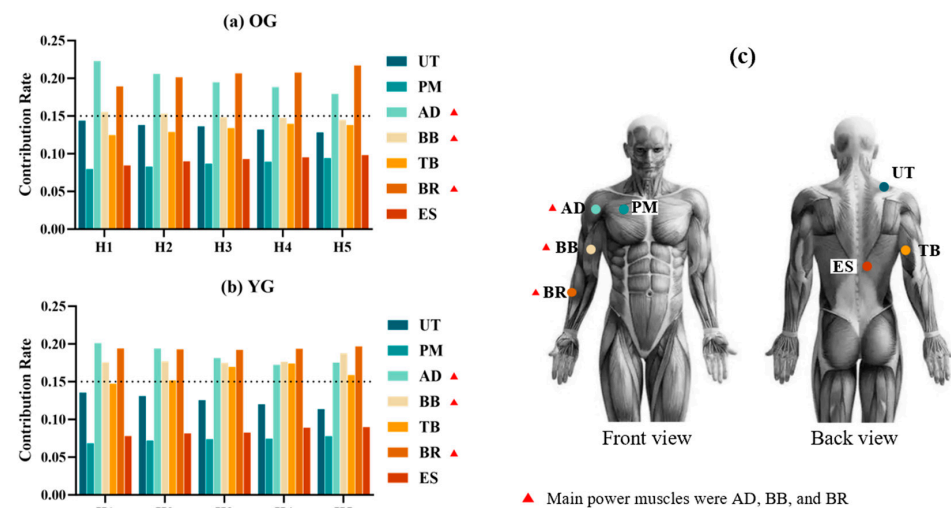 (a) OG
Contribution Rate
0.25
0.20
0.15
0.10
0.05
0.00
H1 H2 H3 H4 H5
UT
PM
AD ▲
BB ▲
TB
BR ▲
ES
(b) YG
Contribution Rate
0.25
0.20
0.15
0.10
0.05
0.00
UT
PM
AD ▲
BB ▲
TB
BR ▲
ES
(c)
UT
▲ AD
PM
▲ BB
TB
ES
▲ BR
Front view
Back view
▲ Main power muscles were AD, BB, and BR